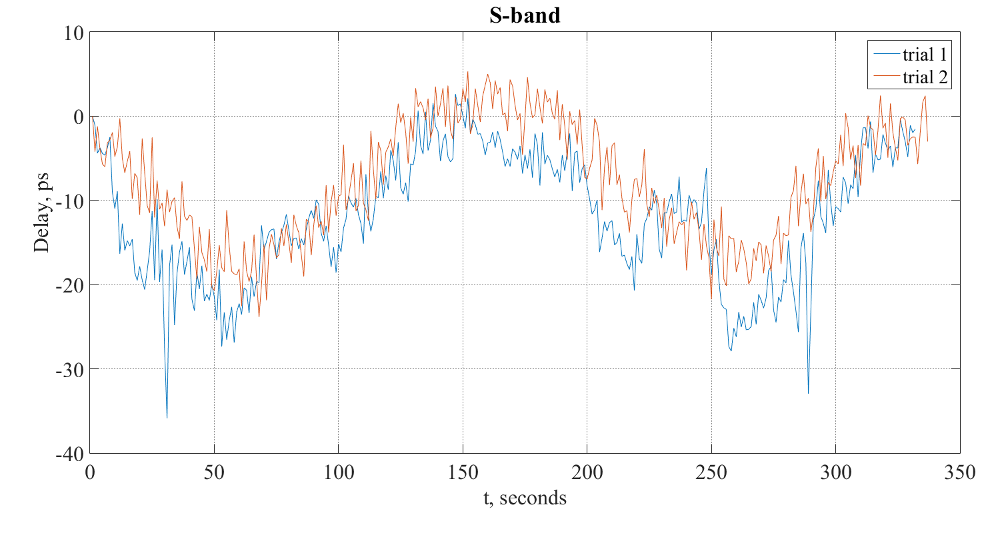 S-band
trial 1
trial 2
10
0
-10
-20
-30
-40
Delay, ps
0 50 100 150 200 250 300 350
t, seconds